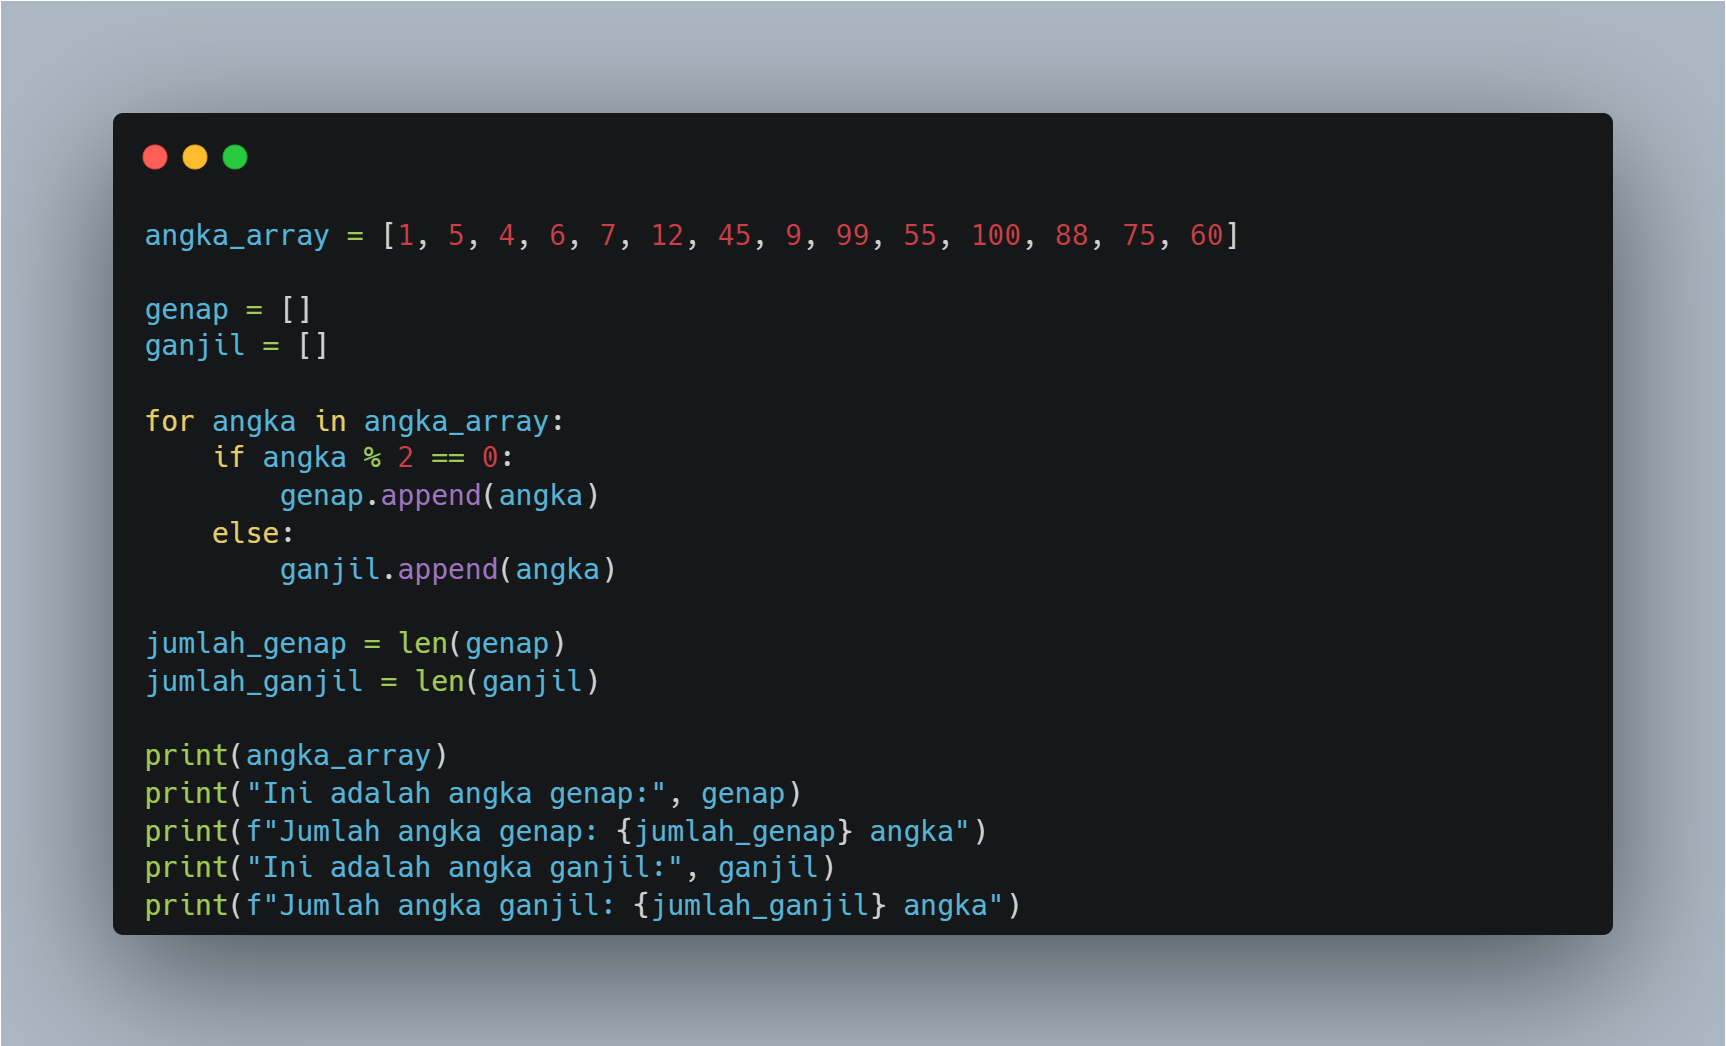 angka_array = [1, 5, 4, 6, 7, 12, 45, 9, 99, 55, 100, 88, 75, 60]

genap = []
ganjil = []

for angka in angka_array:
    if angka % 2 == 0:
        genap.append(angka)
    else:
        ganjil.append(angka)

jumlah_genap = len(genap)
jumlah_ganjil = len(ganjil)

print(angka_array)
print("Ini adalah angka genap:", genap)
print(f"Jumlah angka genap: {jumlah_genap} angka")
print("Ini adalah angka ganjil:", ganjil)
print(f"Jumlah angka ganjil: {jumlah_ganjil} angka")